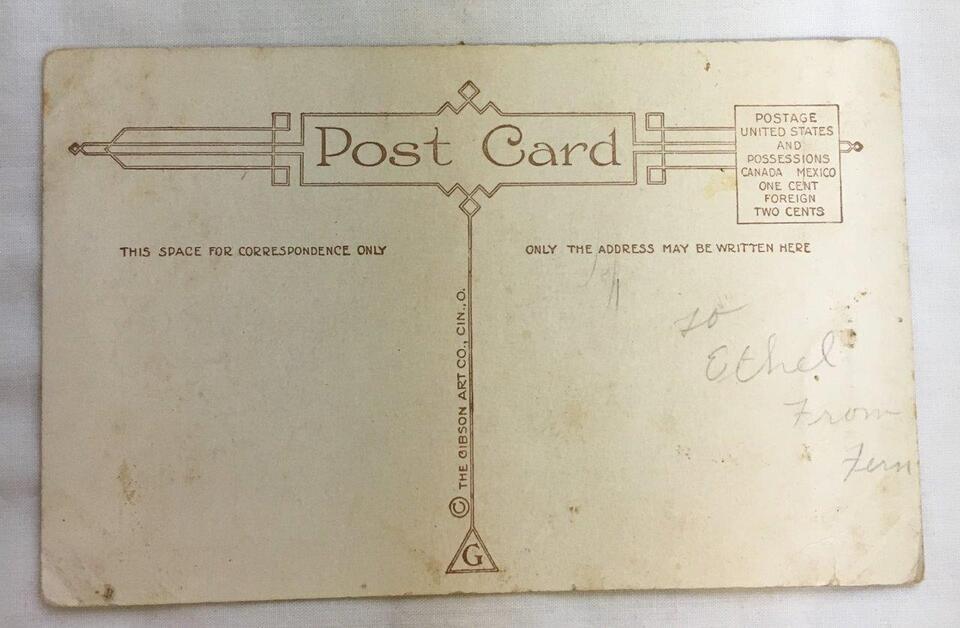 Post Card
POSTAGE
UNITED STATES
AND
POSSESSIONS
CANADA MEXICO
ONE CENT
FOREIGN
TWO CENTS
THIS SPACE FOR CORRESPONDENCE ONLY
ONLY THE ADDRESS MAY BE WRITTEN HERE
© THE GIBSON ART CO., CIN., O.
G
to
Ethel
From
Fern